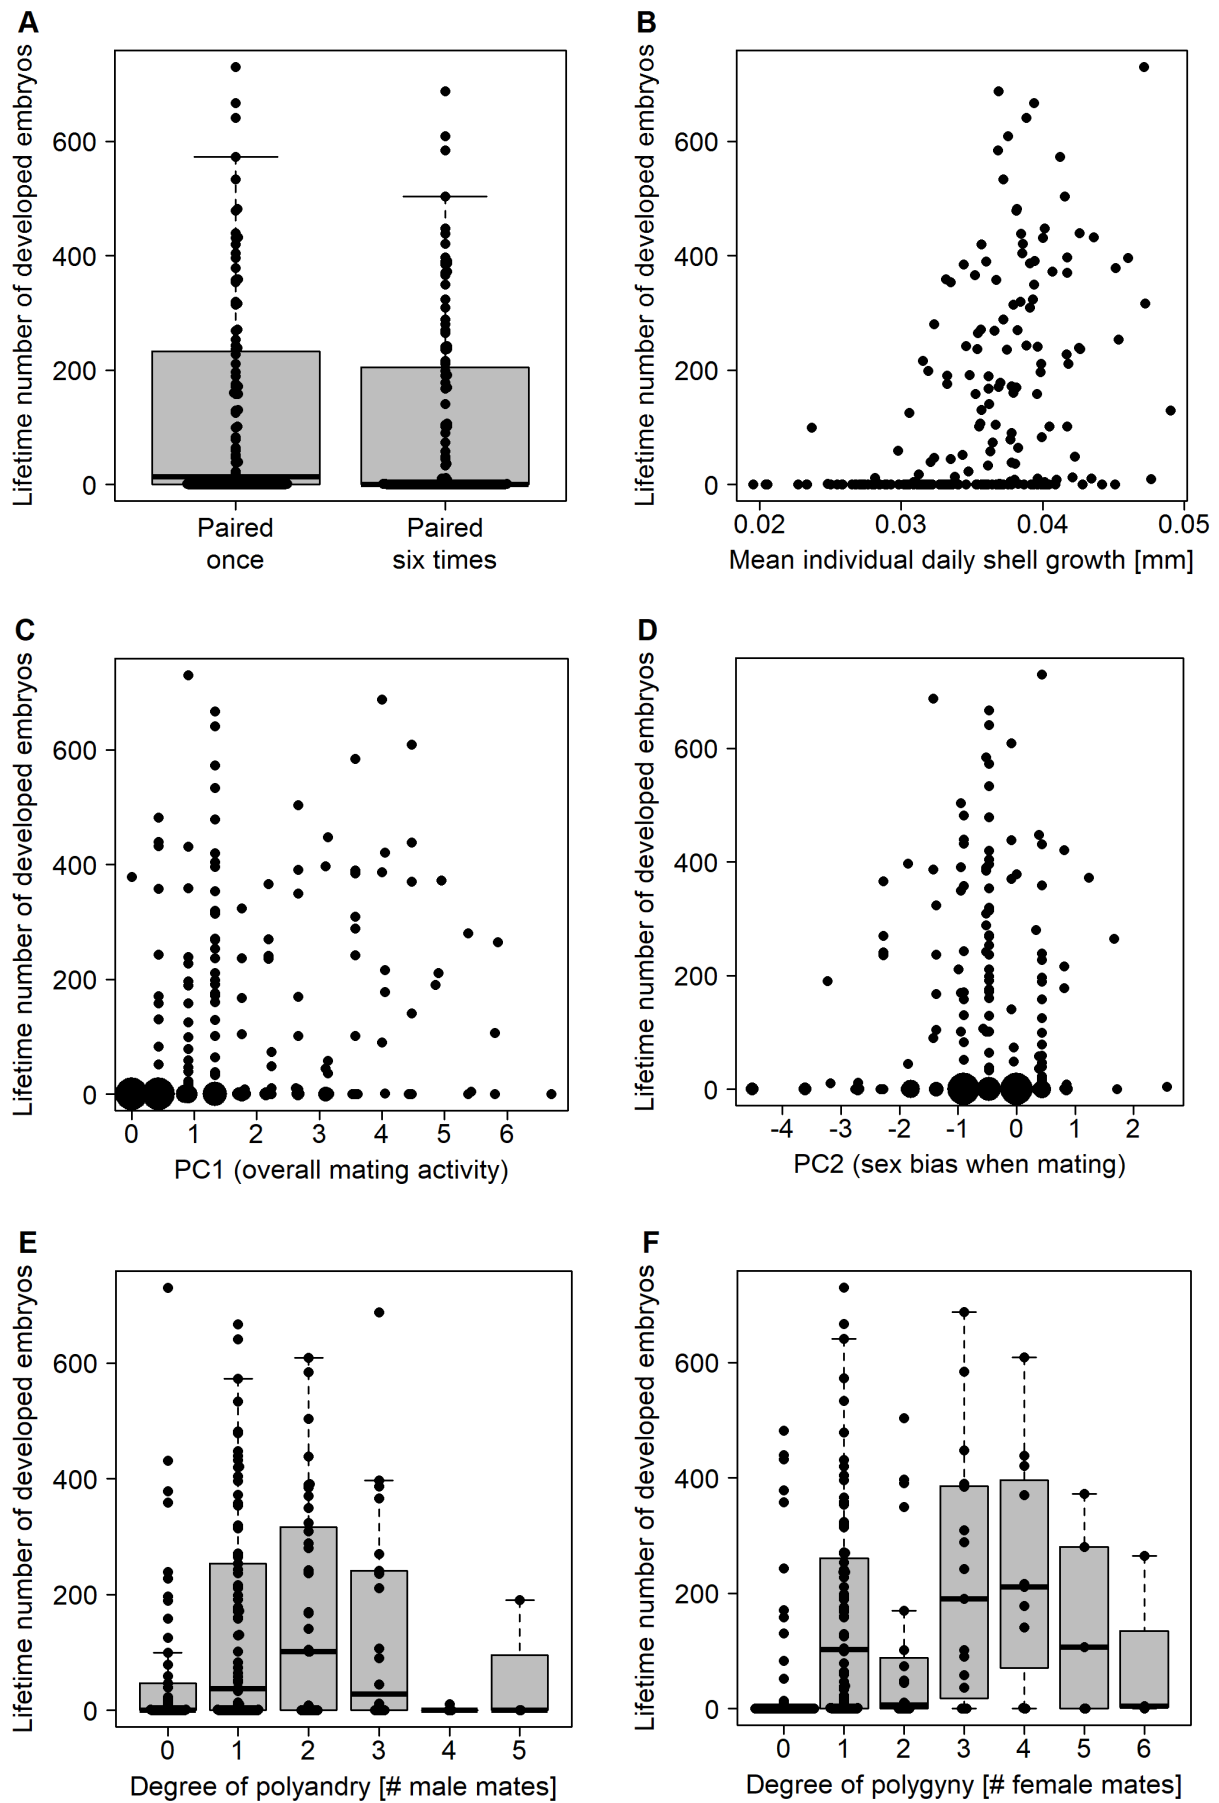 A
Lifetime number of developed embryos
600
400
200
0
Paired
once
Paired
six times
B
Lifetime number of developed embryos
600
400
200
0
0.02
0.03
0.04
0.05
Mean individual daily shell growth [mm]
C
Lifetime number of developed embryos
600
400
200
0
0
1
2
3
4
5
6
PC1 (overall mating activity)
D
Lifetime number of developed embryos
600
400
200
0
-4
-3
-2
-1
0
1
2
PC2 (sex bias when mating)
E
Lifetime number of developed embryos
600
400
200
0
0
1
2
3
4
5
Degree of polyandry [# male mates]
F
Lifetime number of developed embryos
600
400
200
0
0
1
2
3
4
5
6
Degree of polygyny [# female mates]